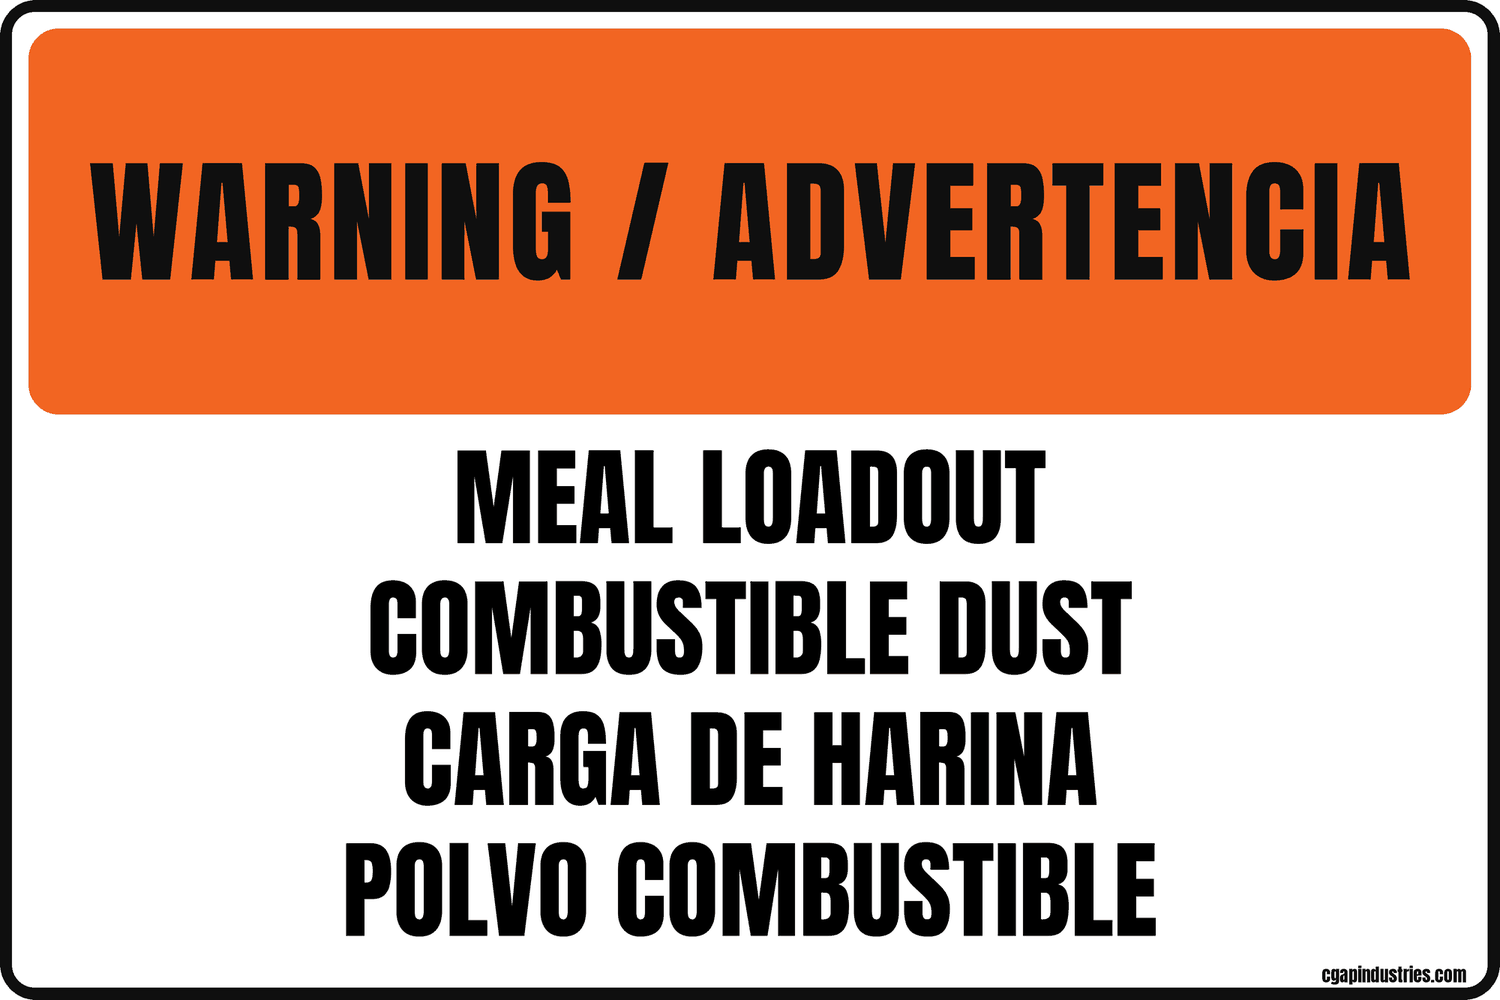 WARNING / ADVERTENCIA
MEAL LOADOUT
COMBUSTIBLE DUST
CARGA DE HARINA
POLVO COMBUSTIBLE
cgapindustries.com